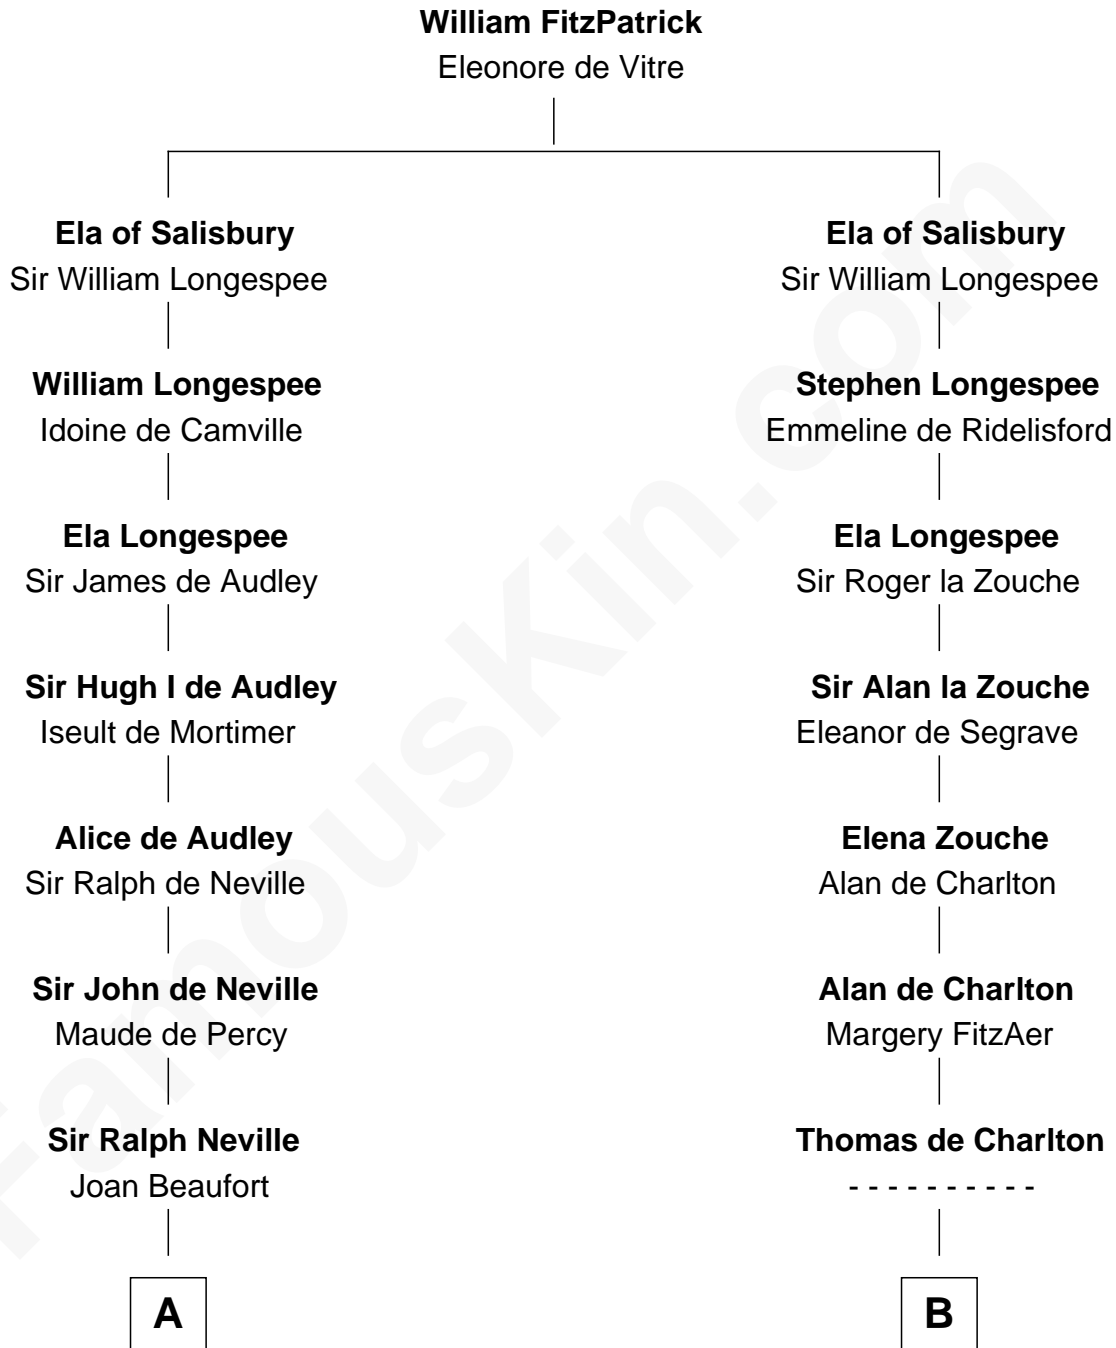 William FitzPatrick
Eleonore de Vitre
Ela of Salisbury
Sir William Longespee
William Longespee
Idoine de Camville
Ela Longespee
Sir James de Audley
Sir Hugh I de Audley
Iseult de Mortimer
Alice de Audley
Sir Ralph de Neville
Sir John de Neville
Maude de Percy
Sir Ralph Neville
Joan Beaufort
A
Ela of Salisbury
Sir William Longespee
Stephen Longespee
Emmeline de Ridelisford
Ela Longespee
Sir Roger la Zouche
Sir Alan la Zouche
Eleanor de Segrave
Elena Zouche
Alan de Charlton
Alan de Charlton
Margery FitzAer
Thomas de Charlton
- - - - - - - - - -
B
FamousKin.com